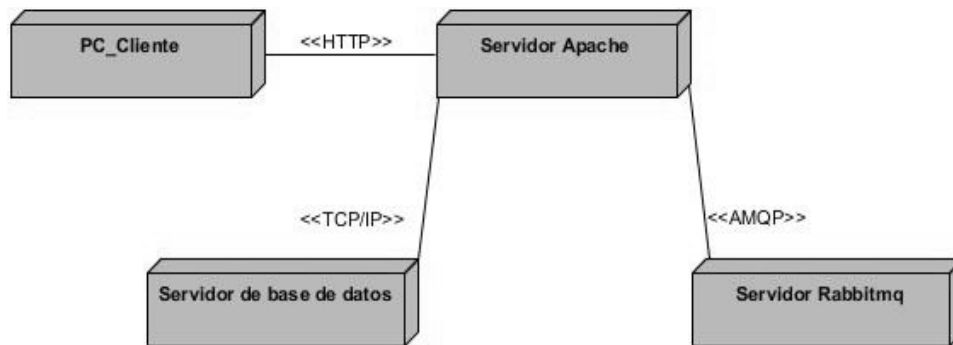 PC_Cliente
<<HTTP>>
Servidor Apache
<<TCP/IP>>
<<AMQP>>
Servidor de base de datos
Servidor Rabbitmq